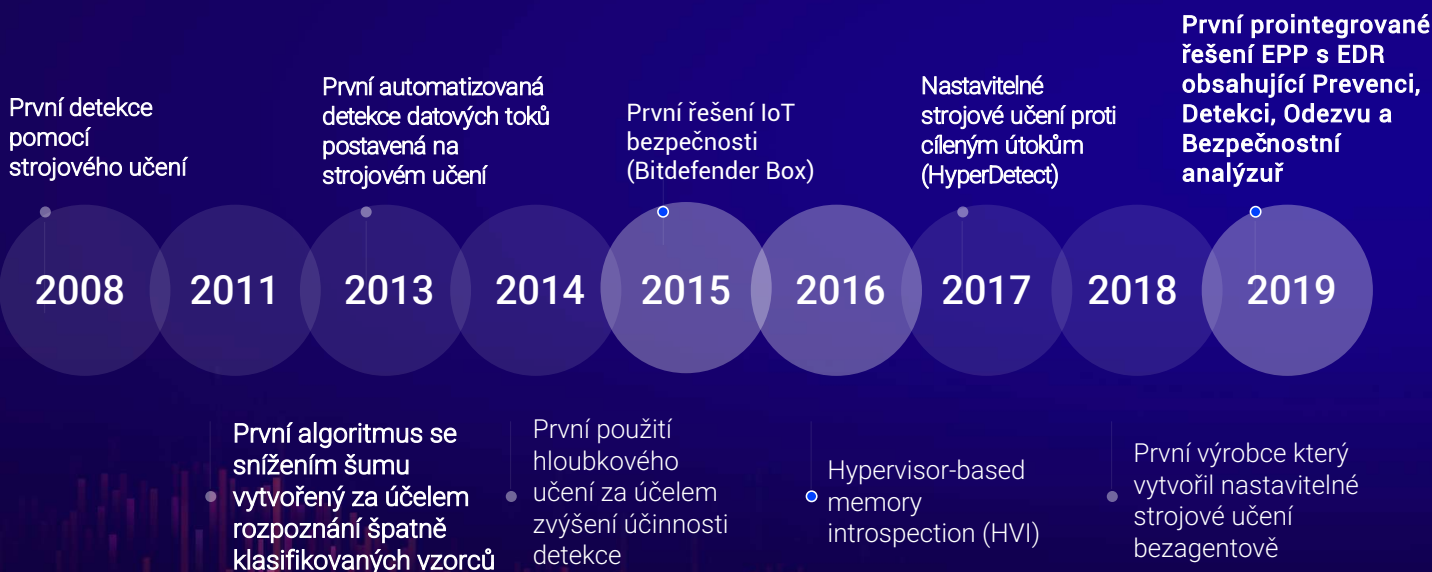 První detekce
pomocí
strojového učení
První automatizovaná
detekce datových toků
postavená na
strojovém učení
První řešení IoT
bezpečnosti
(Bitdefender Box)
Nastavitelné
strojové učení proti
cíleným útokům
(HyperDetect)
První prointegrované
řešení EPP s EDR
obsahující Prevenci,
Detekci, Odezvu a
Bezpečnostní
analýzuř
2008
2011
2013
2014
2015
2016
2017
2018
2019
První algoritmus se
snížením šumu
vytvořený za účelem
rozpoznání špatně
klasifikovaných vzorců
První použití
hloubkového
učení za účelem
zvýšení účinnosti
detekce
Hypervisor-based
memory
introspection (HVI)
První výrobce který
vytvořil nastavitelné
strojové učení
bezagentově